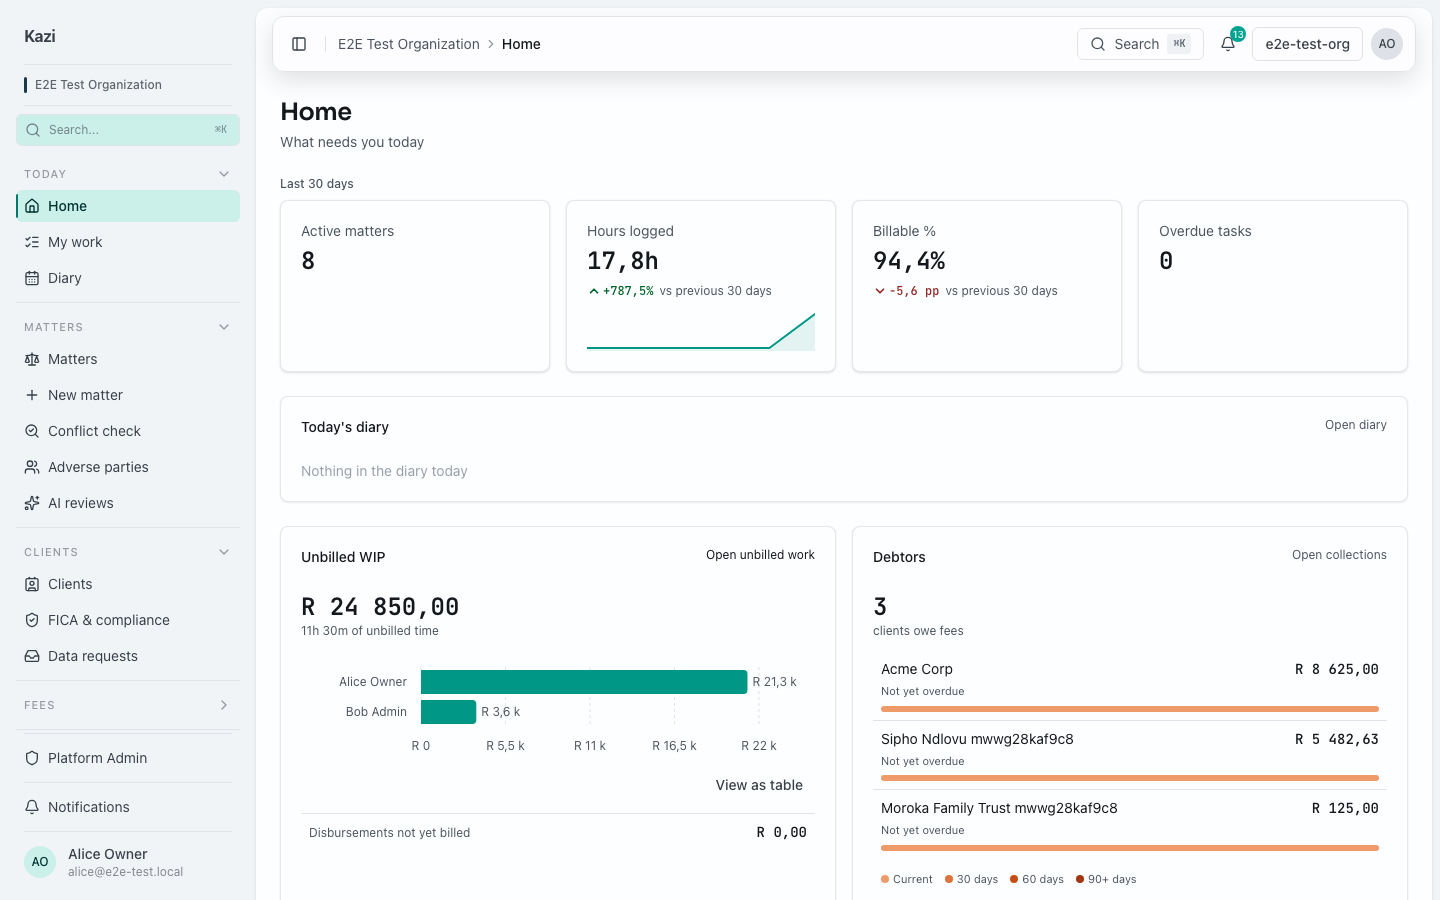 Kazi
E2E Test Organization
Search...
⌘K
TODAY
Home
My work
Diary
MATTERS
Matters
New matter
Conflict check
Adverse parties
AI reviews
CLIENTS
Clients
FICA & compliance
Data requests
FEES
Platform Admin
Notifications
AO
Alice Owner
alice@e2e-test.local
E2E Test Organization > Home
Search ⌘K
13
e2e-test-org
AO
Home
What needs you today
Last 30 days
Active matters
8
Hours logged
17,8h
+787,5% vs previous 30 days
Billable %
94,4%
-5,6 pp vs previous 30 days
Overdue tasks
0
Today's diary
Open diary
Nothing in the diary today
Unbilled WIP
Open unbilled work
R 24 850,00
11h 30m of unbilled time
Alice Owner
R 21,3 k
Bob Admin
R 3,6 k
R 0
R 5,5 k
R 11 k
R 16,5 k
R 22 k
View as table
Disbursements not yet billed
R 0,00
Debtors
Open collections
3
clients owe fees
Acme Corp
R 8 625,00
Not yet overdue
Sipho Ndlovu mwwg28kaf9c8
R 5 482,63
Not yet overdue
Moroka Family Trust mwwg28kaf9c8
R 125,00
Not yet overdue
Current
30 days
60 days
90+ days